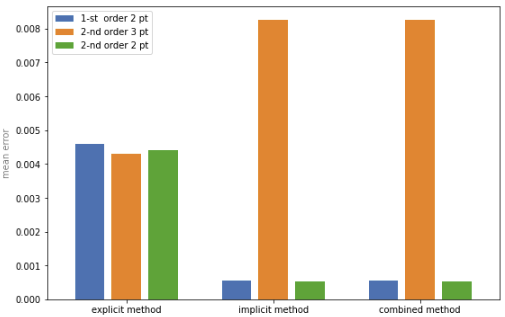 1-st  order 2 pt
2-nd order 3 pt
2-nd order 2 pt
mean error
0.008
0.007
0.006
0.005
0.004
0.003
0.002
0.001
0.000
explicit method
implicit method
combined method